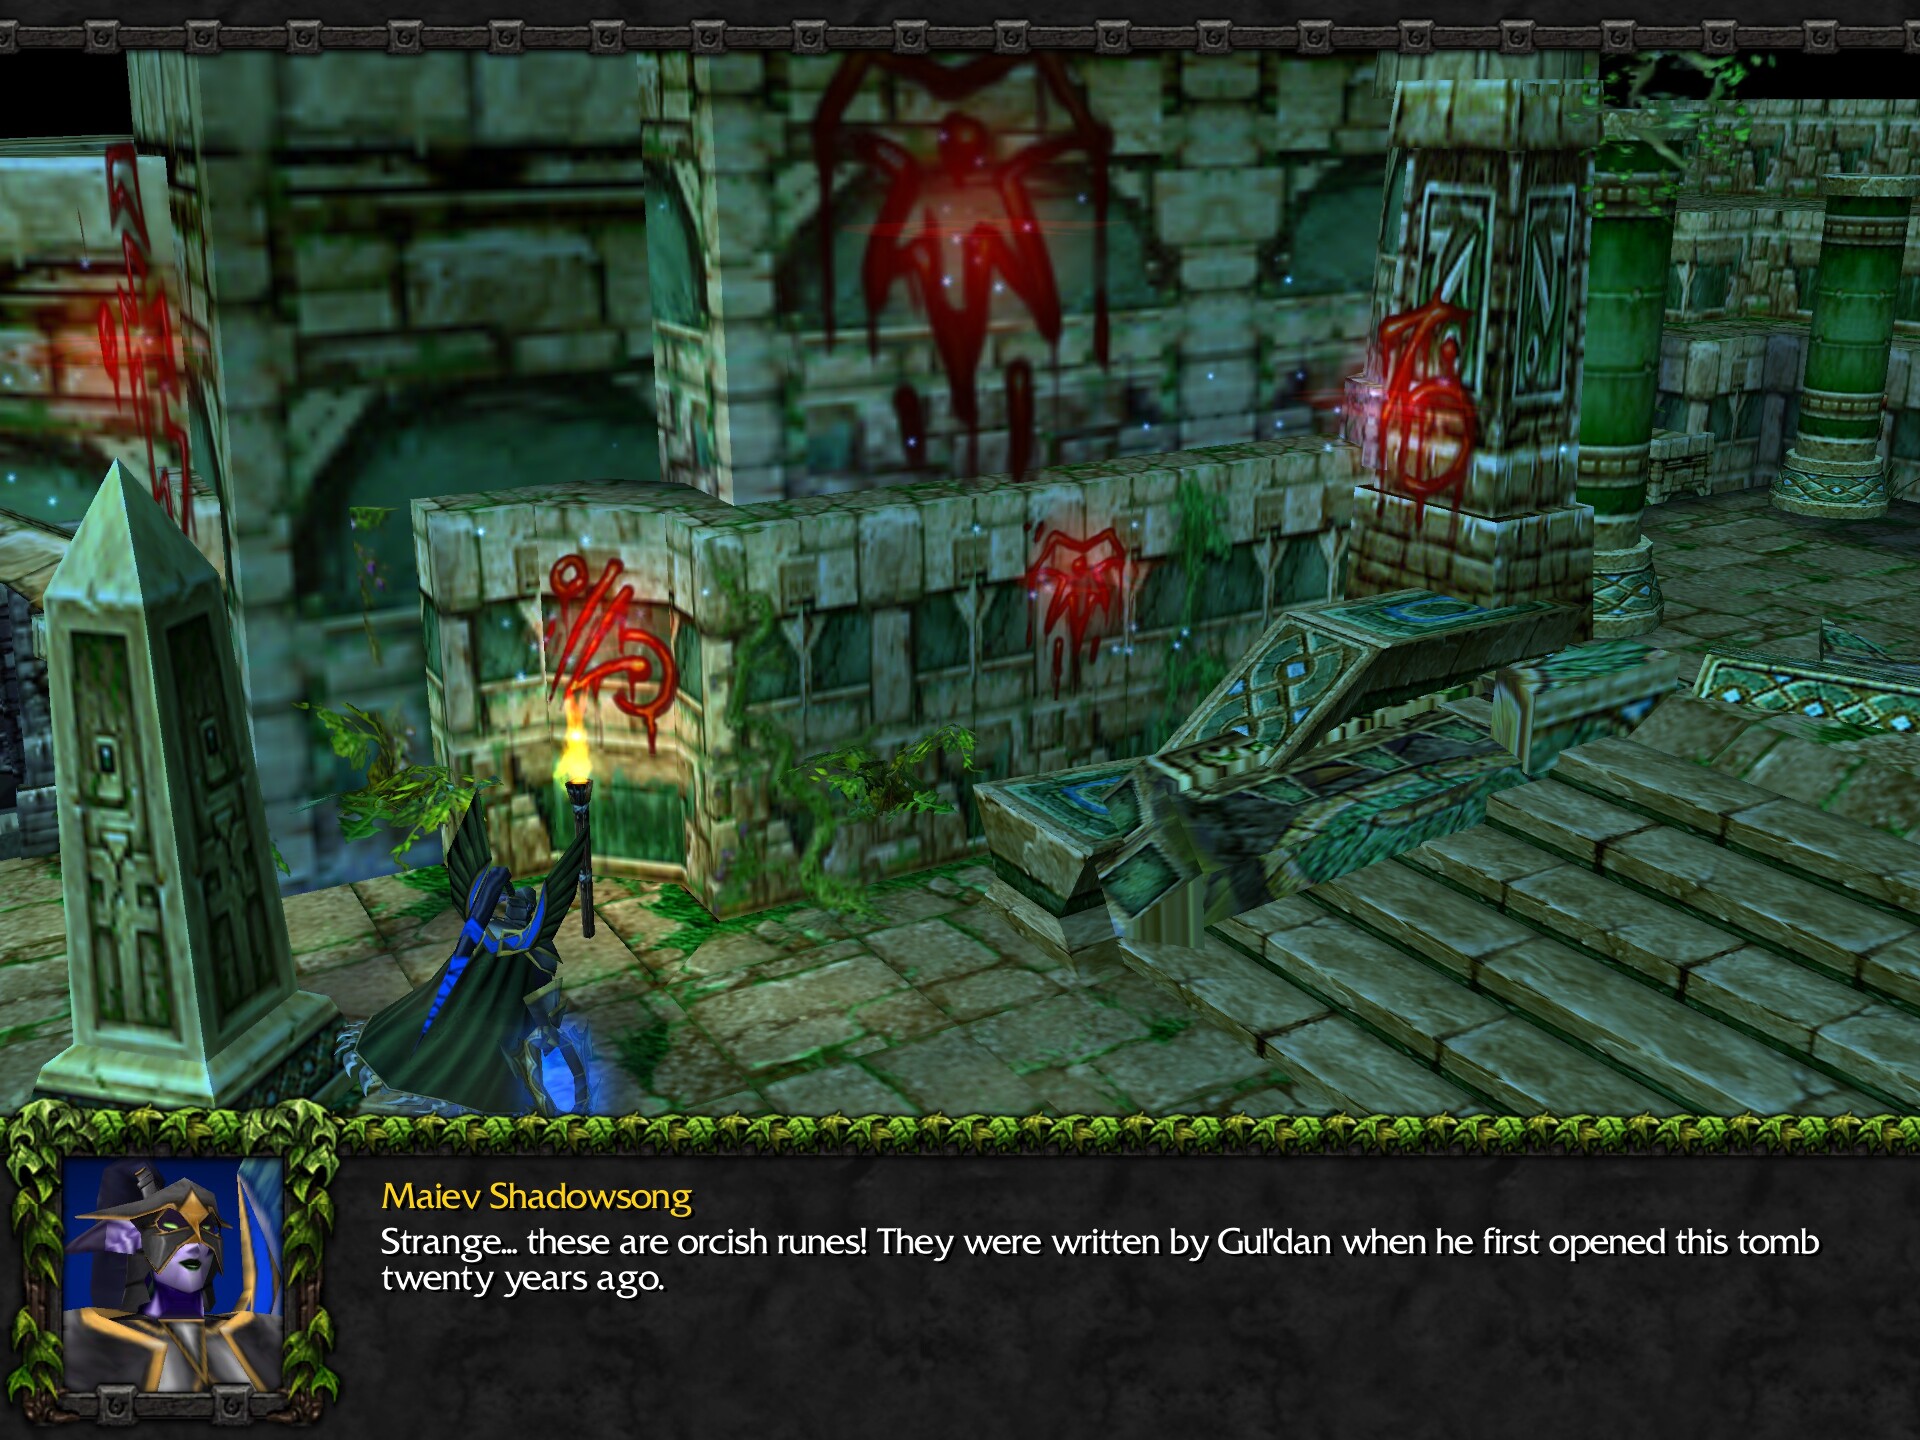 Maiev Shadowsong
Strange... these are orcish runes! They were written by Gul'dan when he first opened this tomb
twenty years ago.